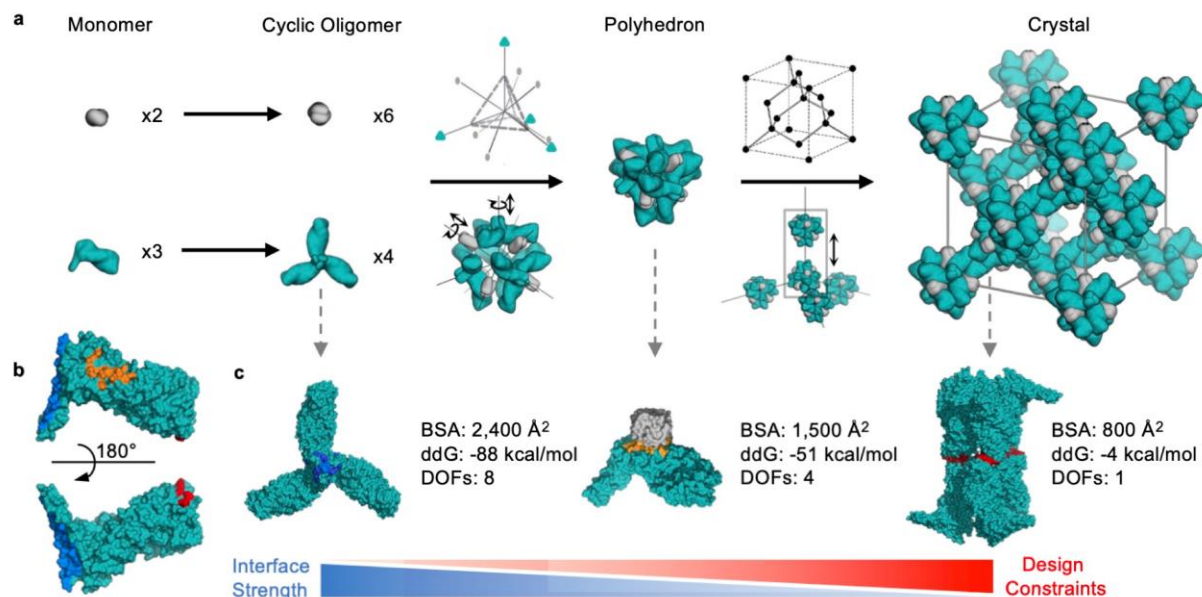 a
Monomer
Cyclic Oligomer
Polyhedron
Crystal
x2
x6
x3
x4
b
180°
c
BSA: 2,400 Å²
ddG: -88 kcal/mol
DOFs: 8
BSA: 1,500 Å²
ddG: -51 kcal/mol
DOFs: 4
BSA: 800 Å²
ddG: -4 kcal/mol
DOFs: 1
Interface
Strength
Design
Constraints